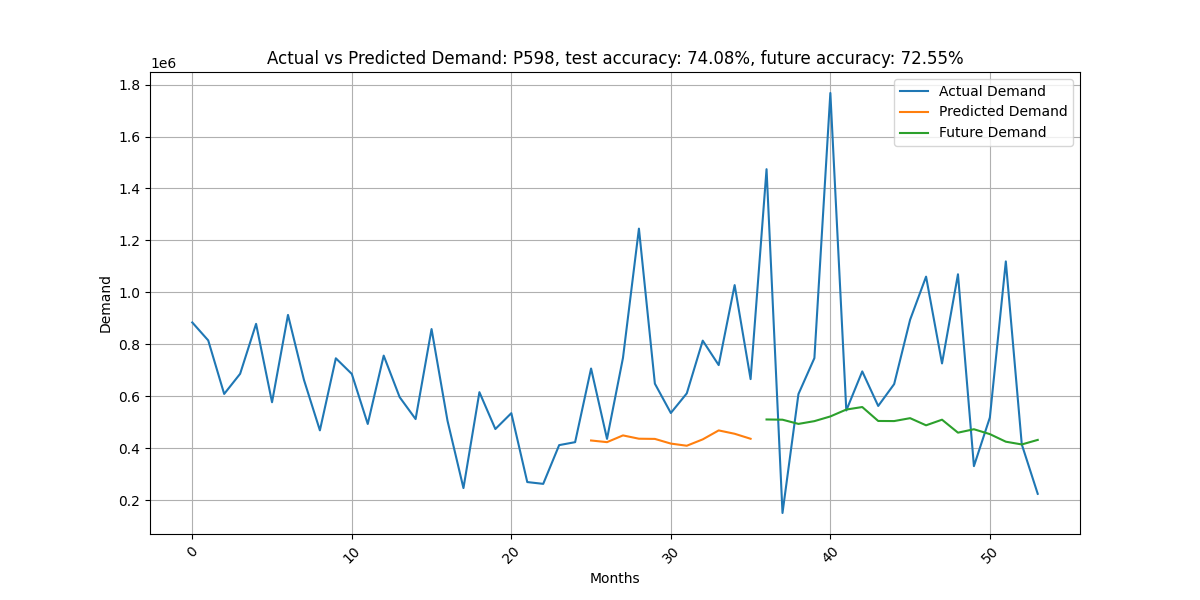 Actual vs Predicted Demand: P598, test accuracy: 74.08%, future accuracy: 72.55%
1e6
1.8
1.6
1.4
1.2
1.0
0.8
0.6
0.4
0.2
Demand
Actual Demand
Predicted Demand
Future Demand
0
10
20
30
40
50
Months